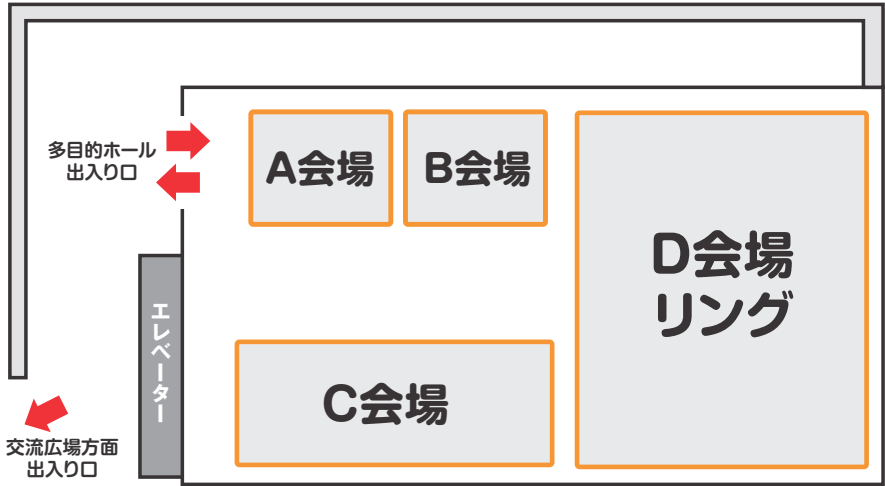 多目的ホール
出入り口
A会場
B会場
D会場
リング
エレベーター
C会場
交流広場方面
出入り口